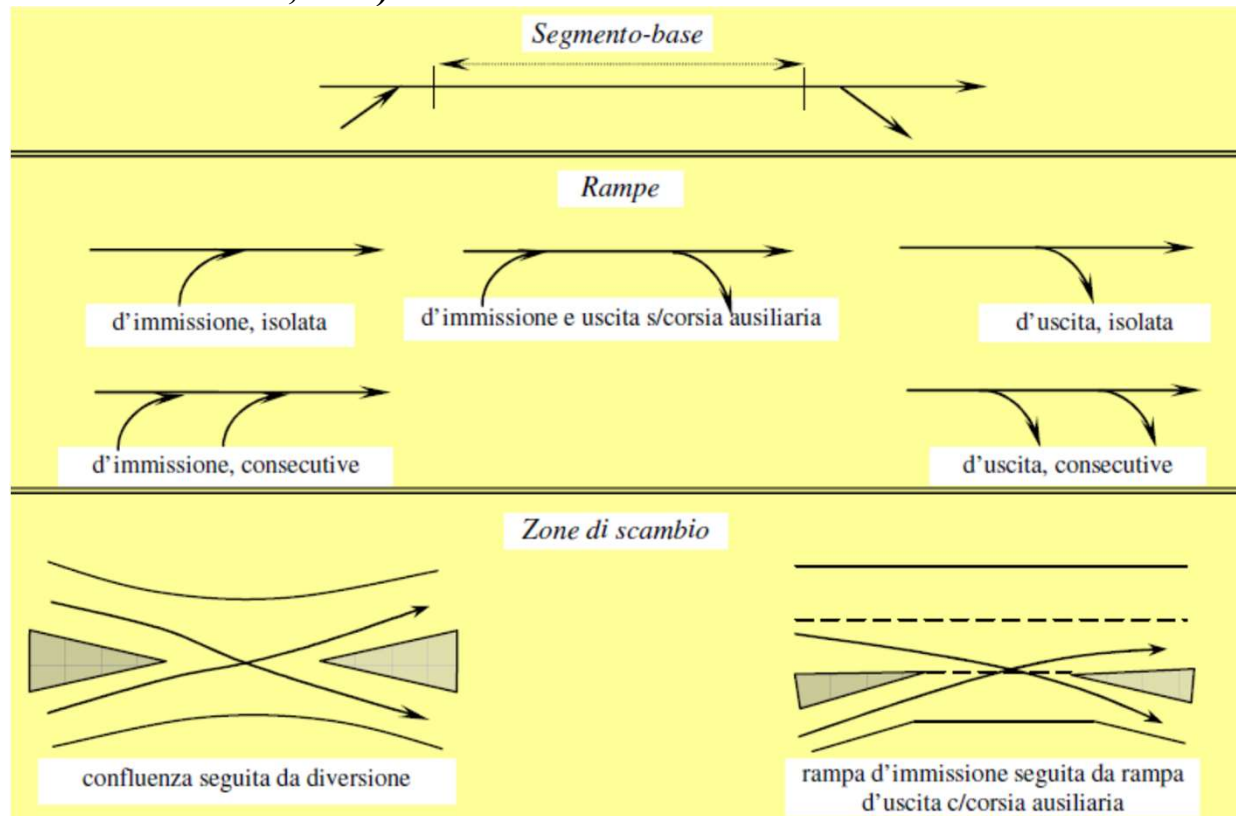 Segmento-base
Rampe
d'immissione, isolata
d'immissione e uscita s/corsia ausiliaria
d'uscita, isolata
d'immissione, consecutive
d'uscita, consecutive
Zone di scambio
confluenza seguita da diversione
rampa d'immissione seguita da rampa
d'uscita c/corsia ausiliaria